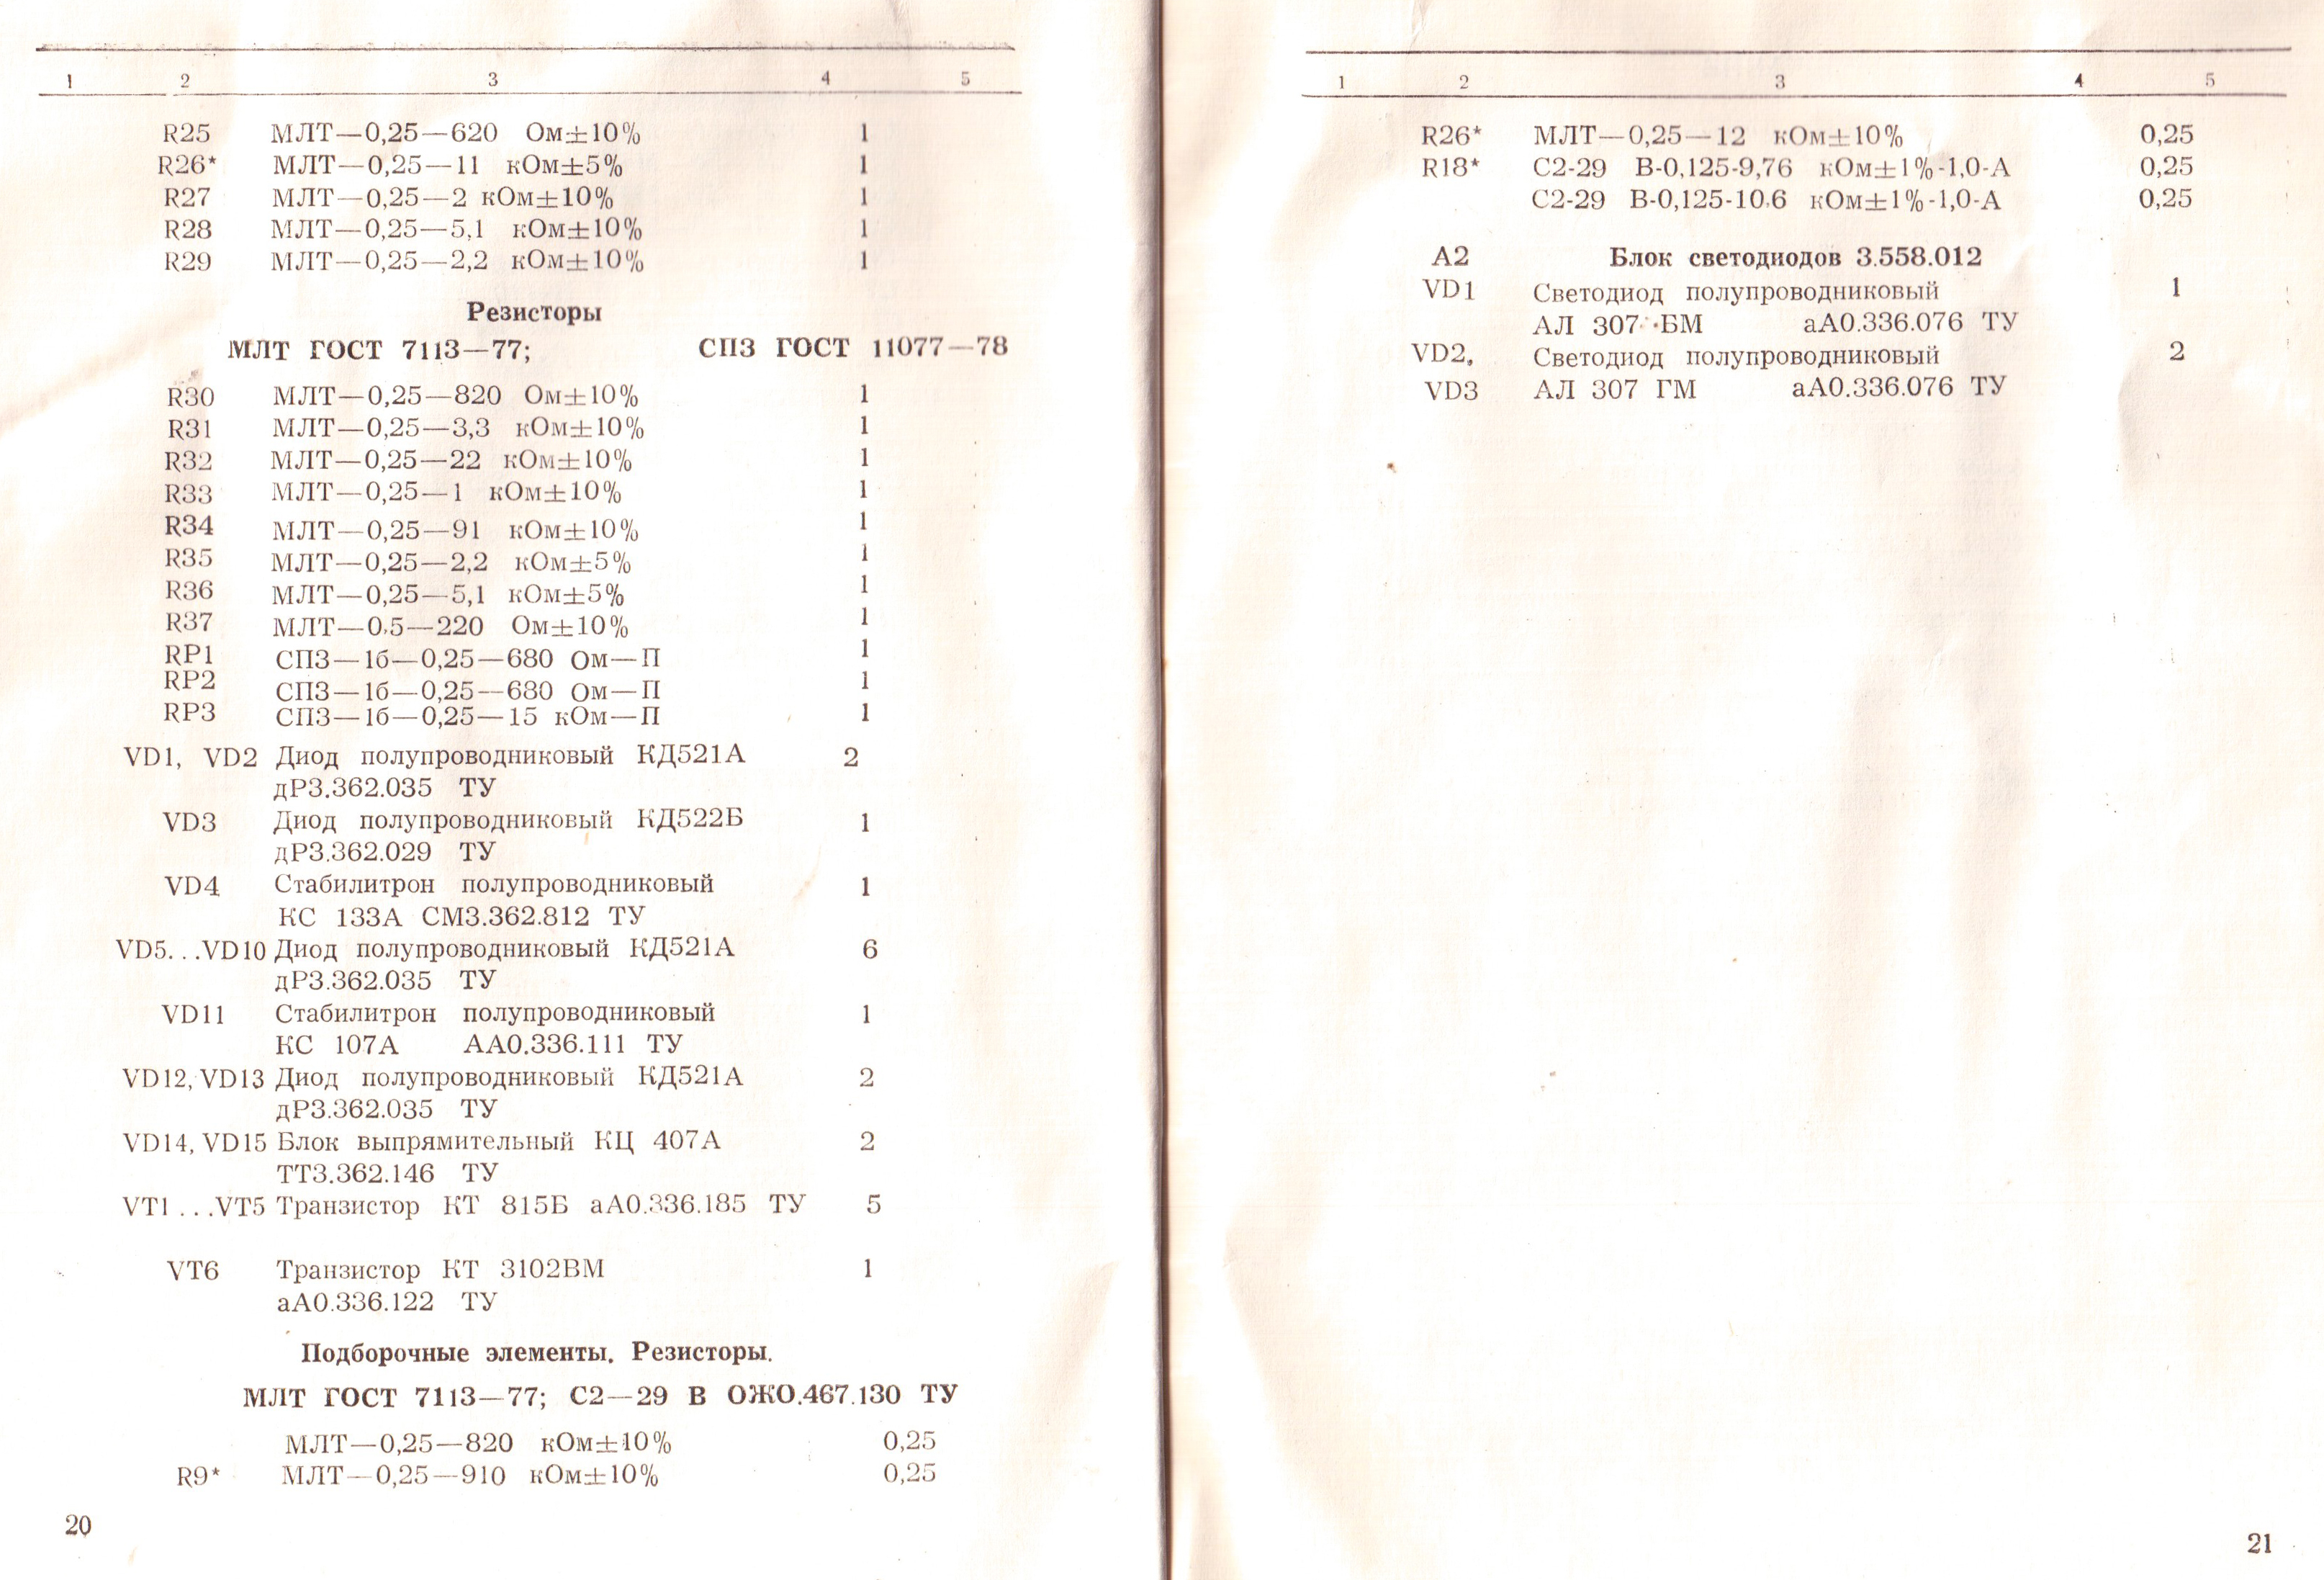 1 2 3 4 5
R25 МЛТ—0,25—620 Ом±10% 1
R26* МЛТ—0,25—11 кОм±5% 1
R27 МЛТ—0,25—2 кОм±10% 1
R28 МЛТ—0,25—5,1 кОм±10% 1
R29 МЛТ—0,25—2,2 кОм±10% 1
Резисторы
МЛТ ГОСТ 7113—77; СП3 ГОСТ 11077—78
R30 МЛТ—0,25—820 Ом±10% 1
R31 МЛТ—0,25—3,3 кОм±10% 1
R32 МЛТ—0,25—22 кОм±10% 1
R33 МЛТ—0,25—1 кОм±10% 1
R34 МЛТ—0,25—91 кОм±10% 1
R35 МЛТ—0,25—2,2 кОм±5% 1
R36 МЛТ—0,25—5,1 кОм±5% 1
R37 МЛТ—0,5—220 Ом±10% 1
RP1 СП3—1б—0,25—680 Ом—П 1
RP2 СП3—1б—0,25—680 Ом—П 1
RP3 СП3—1б—0,25—15 кОм—П 1
VD1, VD2 Диод полупроводниковый КД521А 2
дР3.362.035 ТУ
VD3 Диод полупроводниковый КД522Б 1
дР3.362.029 ТУ
VD4 Стабилитрон полупроводниковый 1
КС 133А СМ3.362.812 ТУ
VD5...VD10 Диод полупроводниковый КД521А 6
дР3.362.035 ТУ
VD11 Стабилитрон полупроводниковый 1
КС 107А АА0.336.111 ТУ
VD12, VD13 Диод полупроводниковый КД521А 2
дР3.362.035 ТУ
VD14, VD15 Блок выпрямительный КЦ 407А 2
ТТ3.362.146 ТУ
VT1...VT5 Транзистор КТ 815Б аА0.336.185 ТУ 5
VT6 Транзистор КТ 3102ВМ 1
аА0.336.122 ТУ
Подборочные элементы. Резисторы.
МЛТ ГОСТ 7113—77; С2—29 В ОЖ0.467.130 ТУ
МЛТ—0,25—820 кОм±10% 0,25
R9* МЛТ—0,25—910 кОм±10% 0,25
20
1 2 3 4 5
R26* МЛТ—0,25—12 кОм±10% 0,25
R18* С2-29 В-0,125-9,76 кОм±1%-1,0-А 0,25
С2-29 В-0,125-10,6 кОм±1%-1,0-А 0,25
А2 Блок светодиодов 3.558.012
VD1 Светодиод полупроводниковый 1
АЛ 307 БМ аА0.336.076 ТУ
VD2, Светодиод полупроводниковый 2
VD3 АЛ 307 ГМ аА0.336.076 ТУ
21